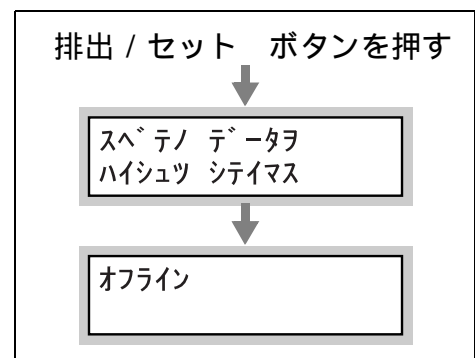 排出 / セット　ボタンを押す
スベテノ データヲ
ハイシュツ シテイマス
オフライン